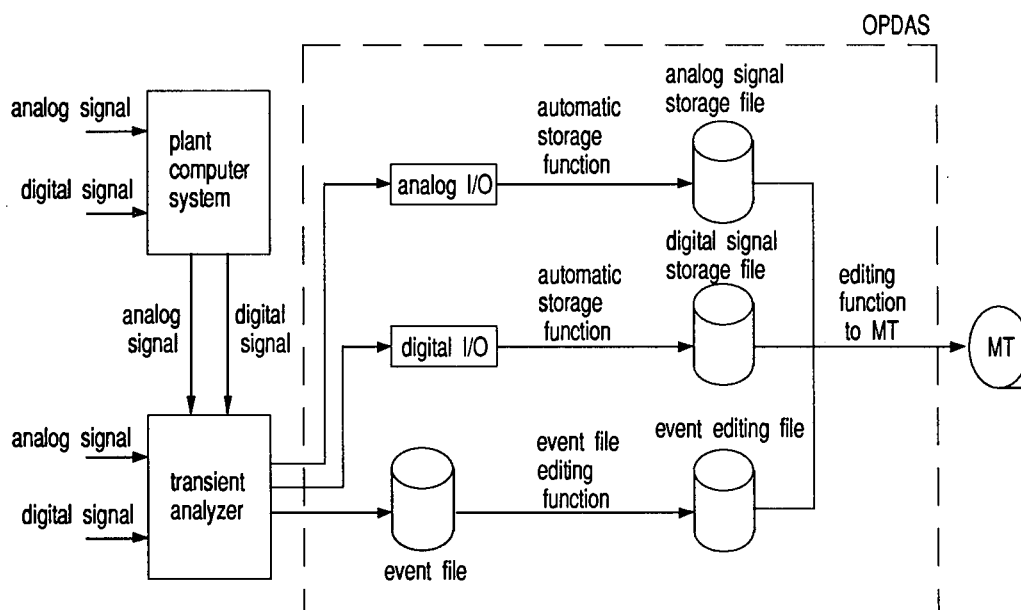 OPDAS
analog signal
digital signal
plant
computer
system
analog
signal
digital
signal
analog signal
digital signal
transient
analyzer
analog I/O
automatic
storage
function
analog signal
storage file
digital I/O
automatic
storage
function
digital signal
storage file
event file
event file
editing
function
event editing file
editing
function
to MT
MT